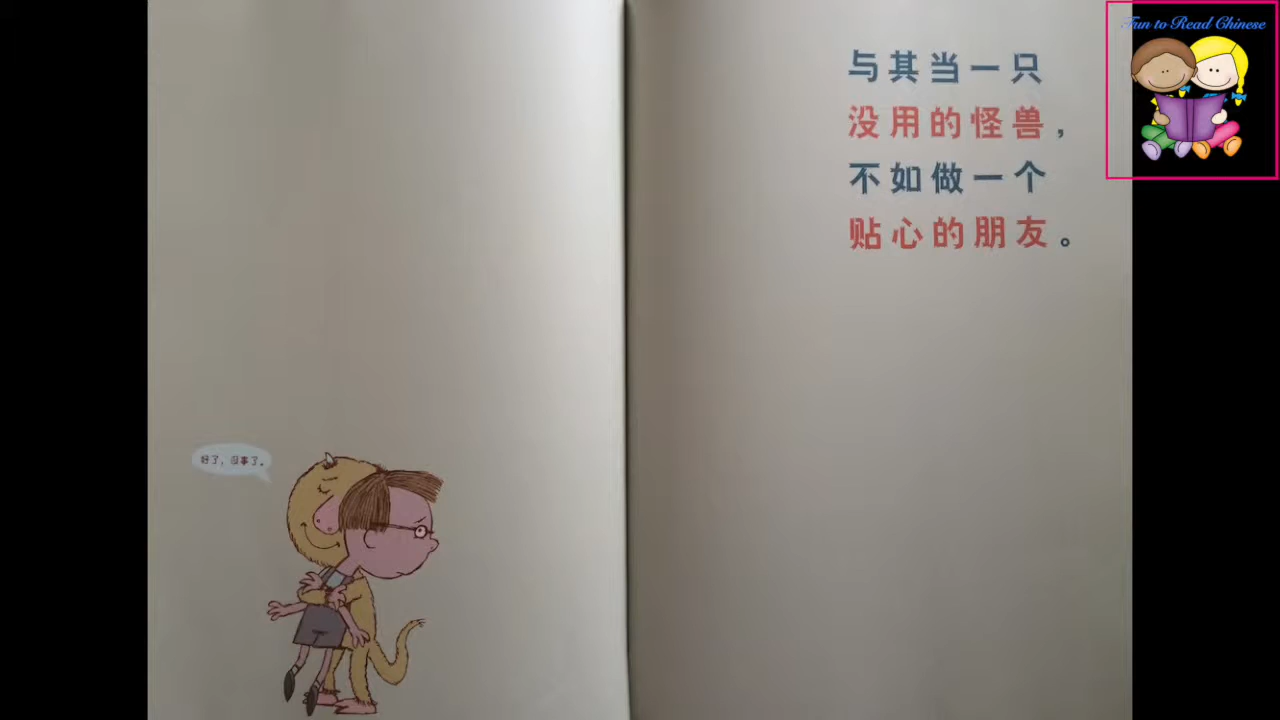 好了，没事了。
与其当一只
没用的怪兽，
不如做一个
贴心的朋友。
Fun to Read Chinese